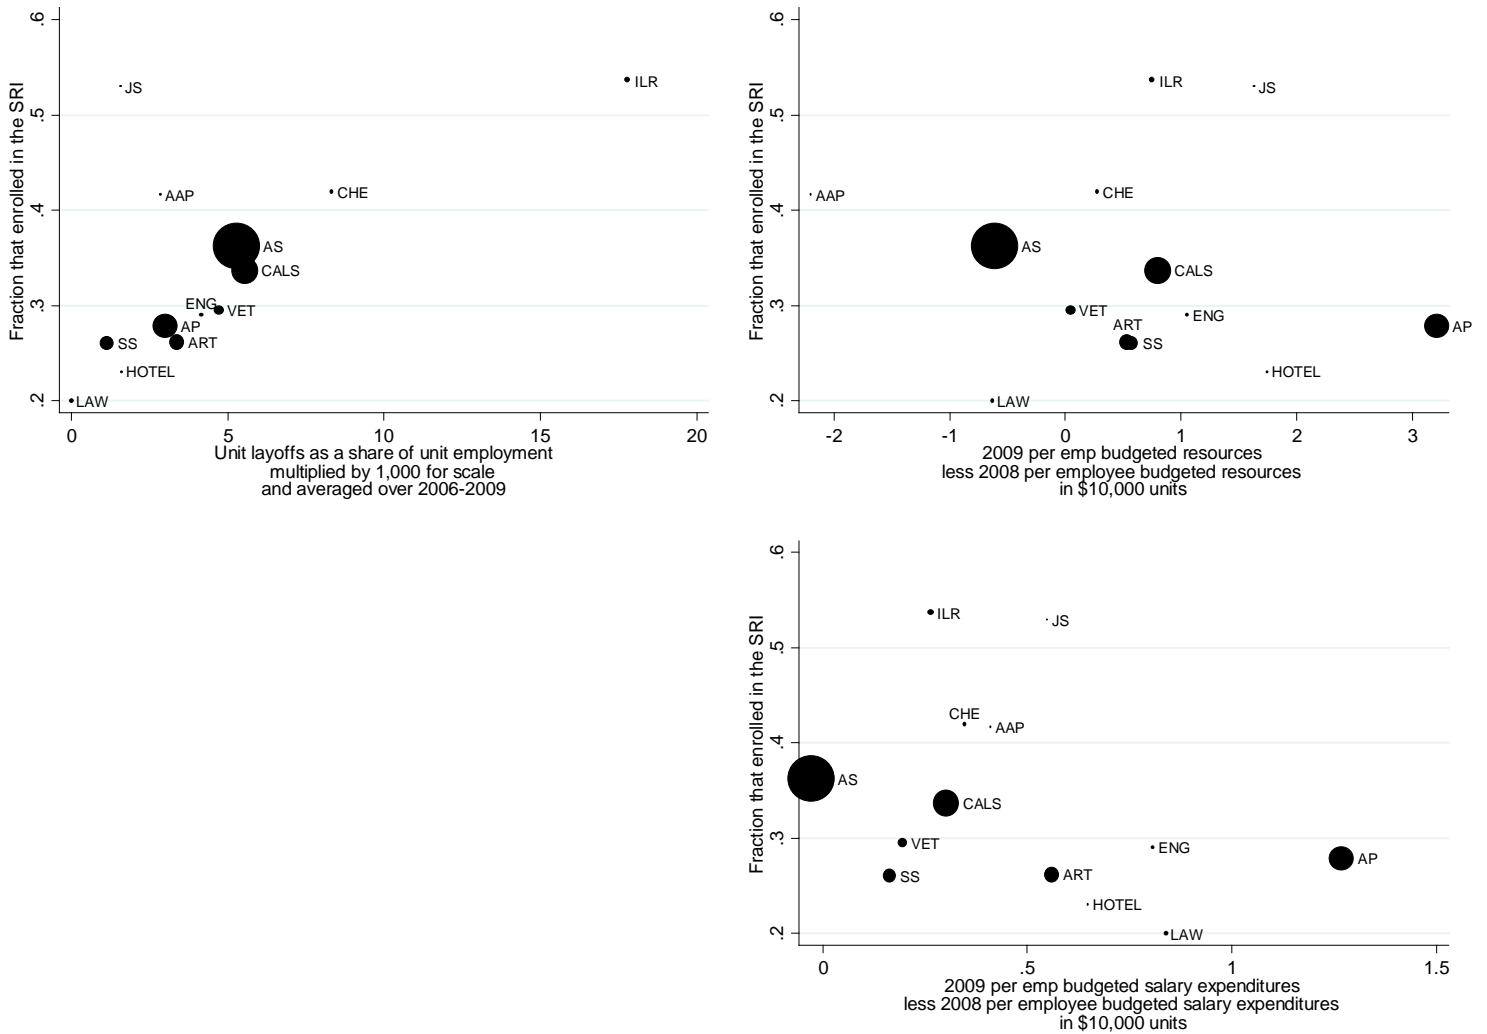 Fraction that enrolled in the SRI
.6
.5
.4
.3
.2
JS
ILR
AAP
CHE
AS
CALS
ENG
VET
AP
SS
ART
HOTEL
LAW
0 5 10 15 20
Unit layoffs as a share of unit employment
multiplied by 1,000 for scale
and averaged over 2006-2009
Fraction that enrolled in the SRI
.6
.5
.4
.3
.2
ILR
JS
AAP
CHE
AS
CALS
VET
ENG
ART
AP
SS
HOTEL
LAW
-2 -1 0 1 2 3
2009 per emp budgeted resources
less 2008 per employee budgeted resources
in $10,000 units
Fraction that enrolled in the SRI
.6
.5
.4
.3
.2
ILR
JS
CHE
AAP
AS
CALS
VET
ENG
AP
SS
ART
HOTEL
LAW
0 .5 1 1.5
2009 per emp budgeted salary expenditures
less 2008 per employee budgeted salary expenditures
in $10,000 units